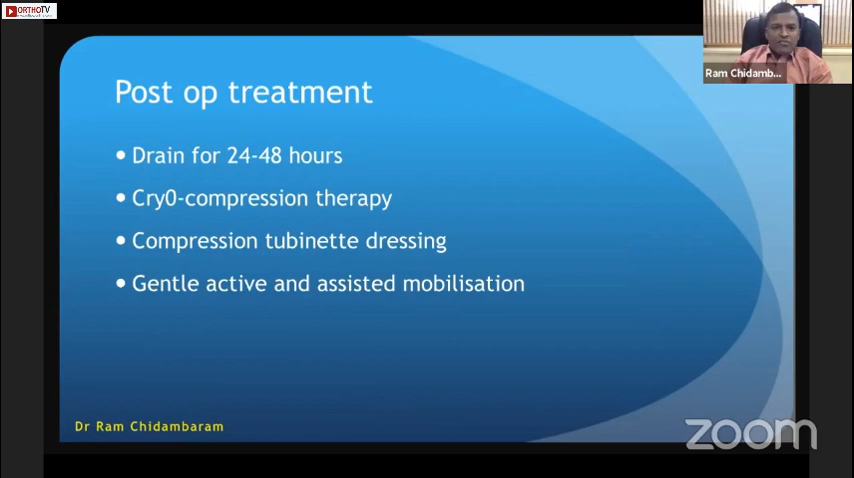 ORTHOTV
Ram Chidamb...
Post op treatment
• Drain for 24-48 hours
• Cry0-compression therapy
• Compression tubinette dressing
• Gentle active and assisted mobilisation
Dr Ram Chidambaram
zoom